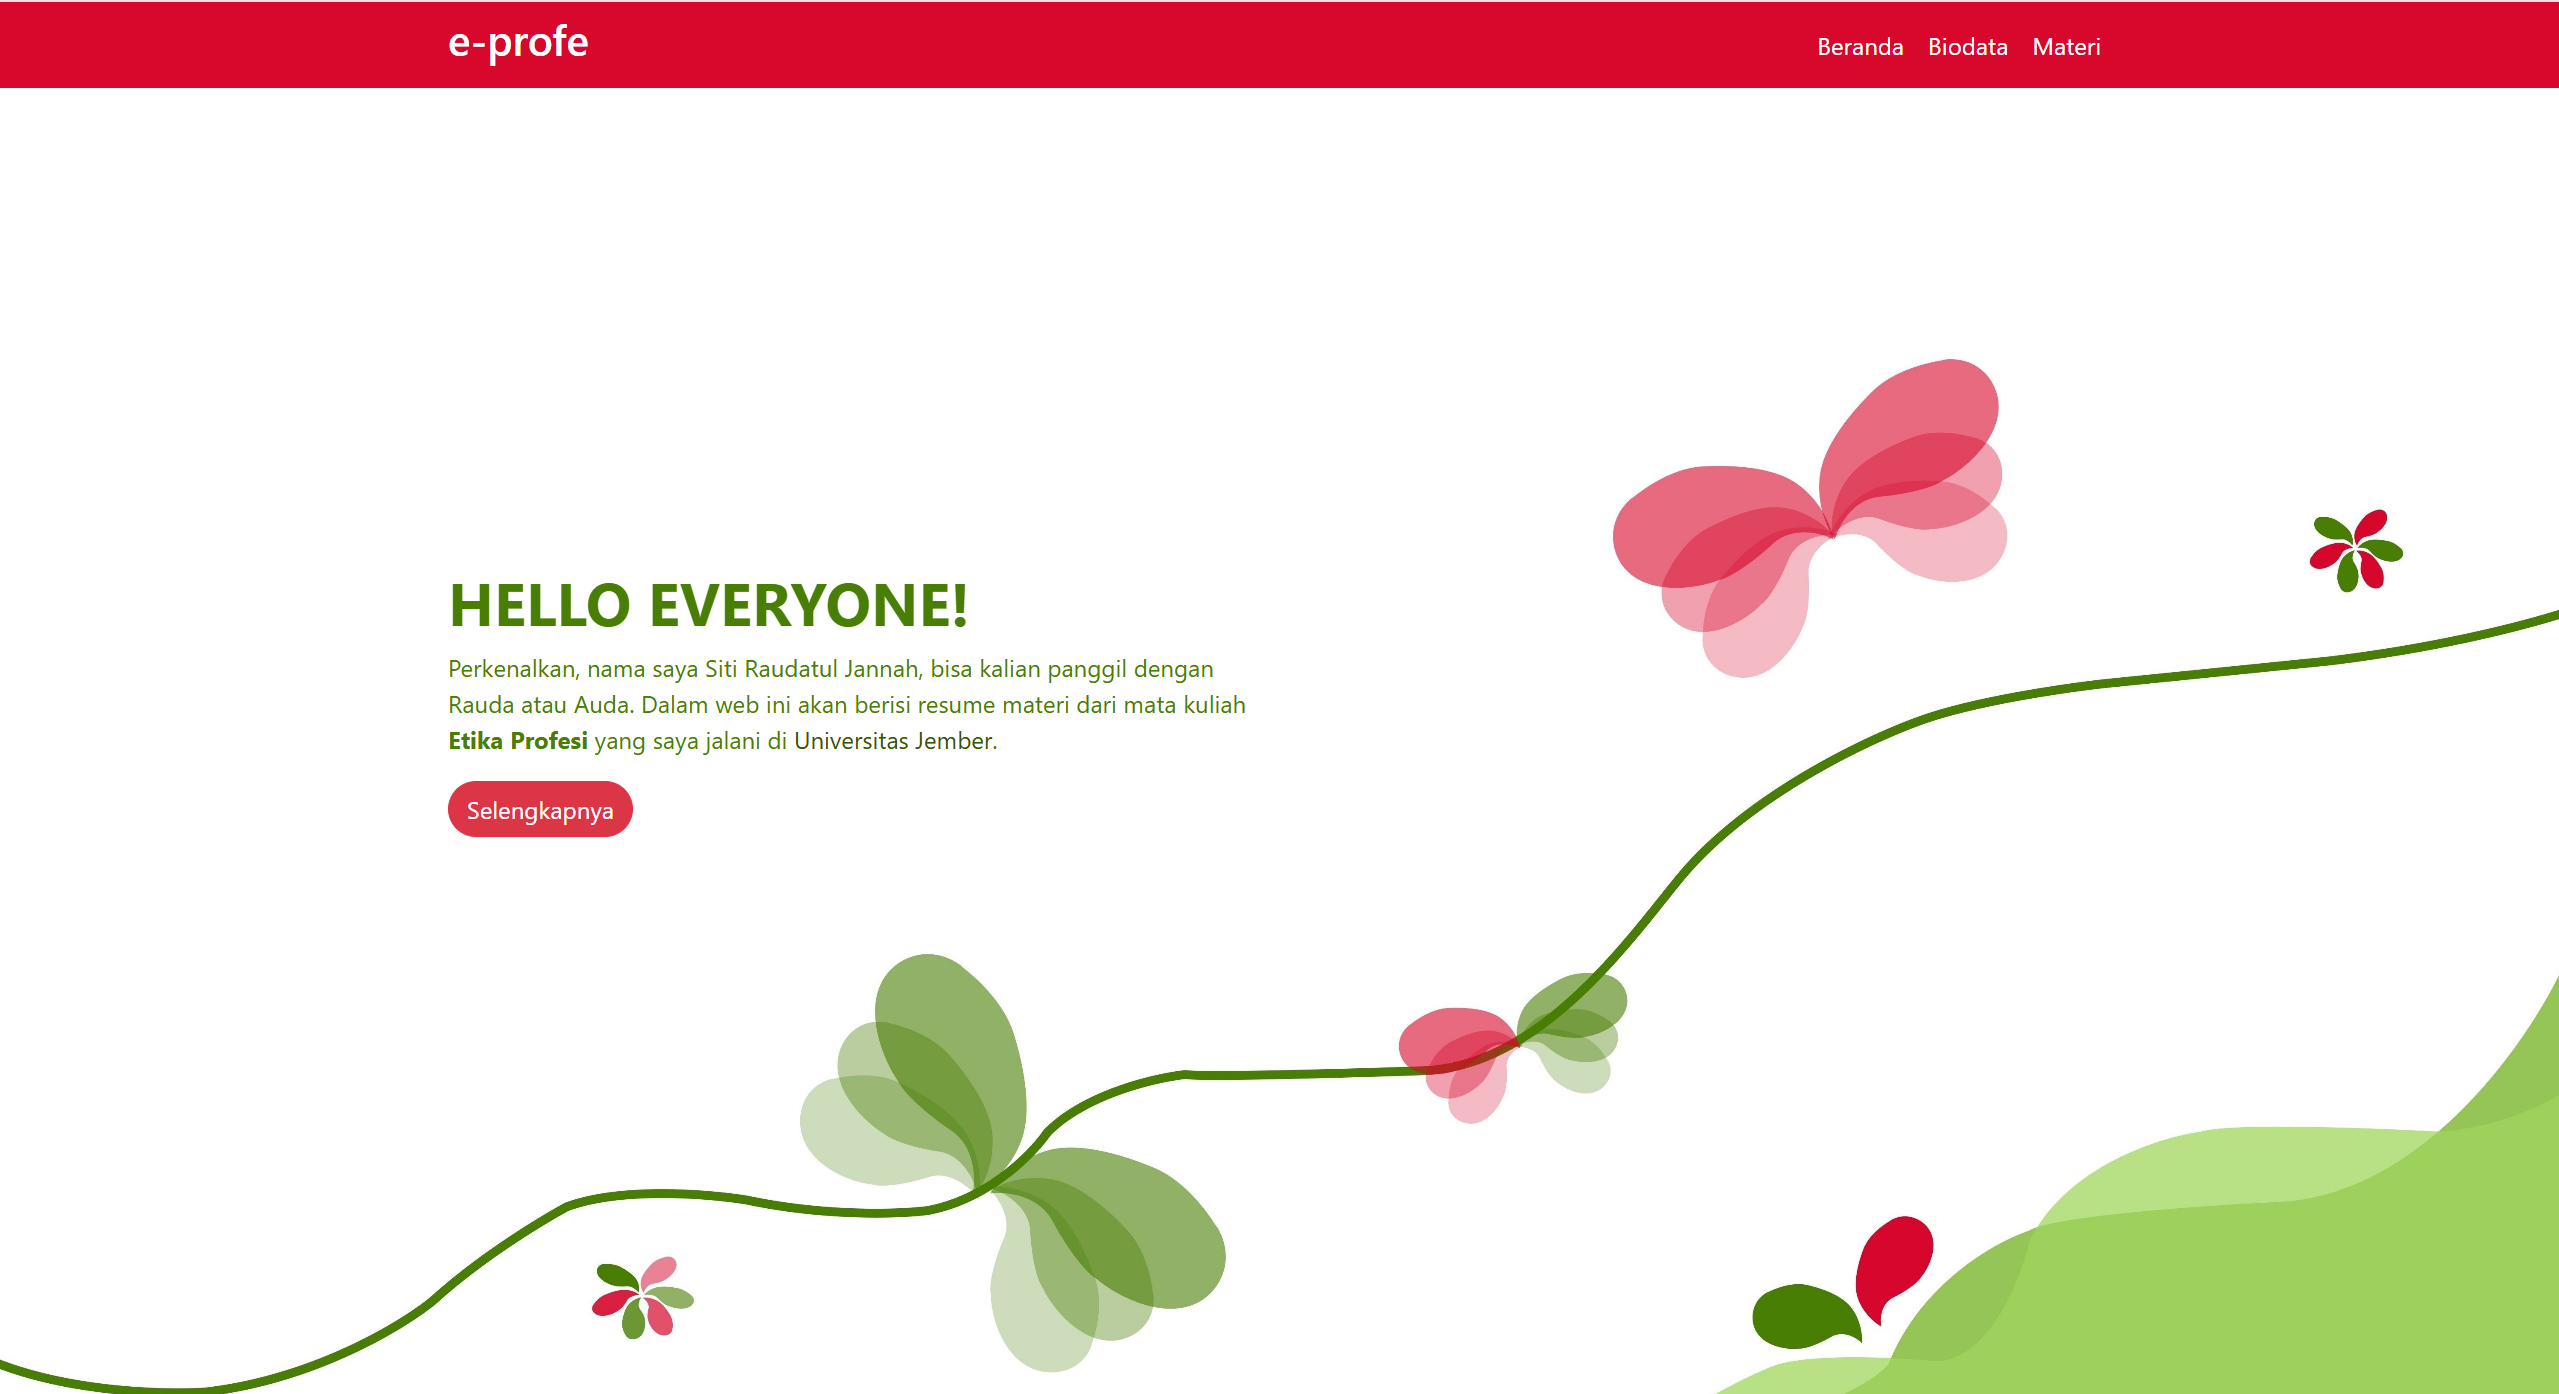 e-profe
Beranda Biodata Materi
HELLO EVERYONE!
Perkenalkan, nama saya Siti Raudatul Jannah, bisa kalian panggil dengan
Rauda atau Auda. Dalam web ini akan berisi resume materi dari mata kuliah
Etika Profesi yang saya jalani di Universitas Jember.
Selengkapnya